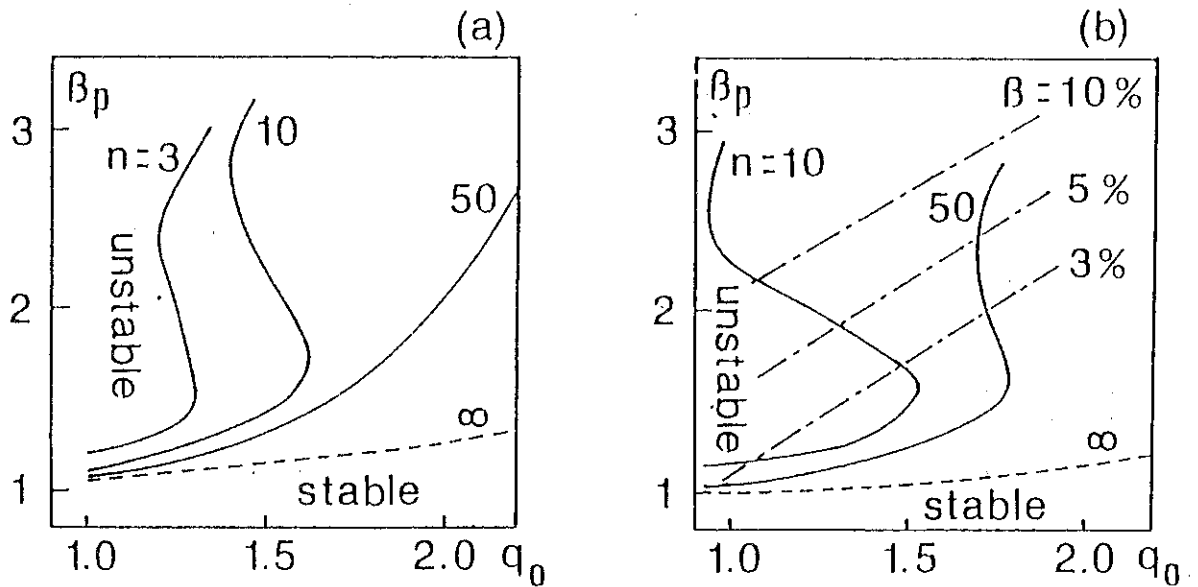 (a)
βp
3
2
1
n=3
10
50
∞
unstable
stable
1.0 1.5 2.0 q0
(b)
βp
3
2
1
n=10
50
β=10%
5%
3%
∞
unstable
stable
1.0 1.5 2.0 q0